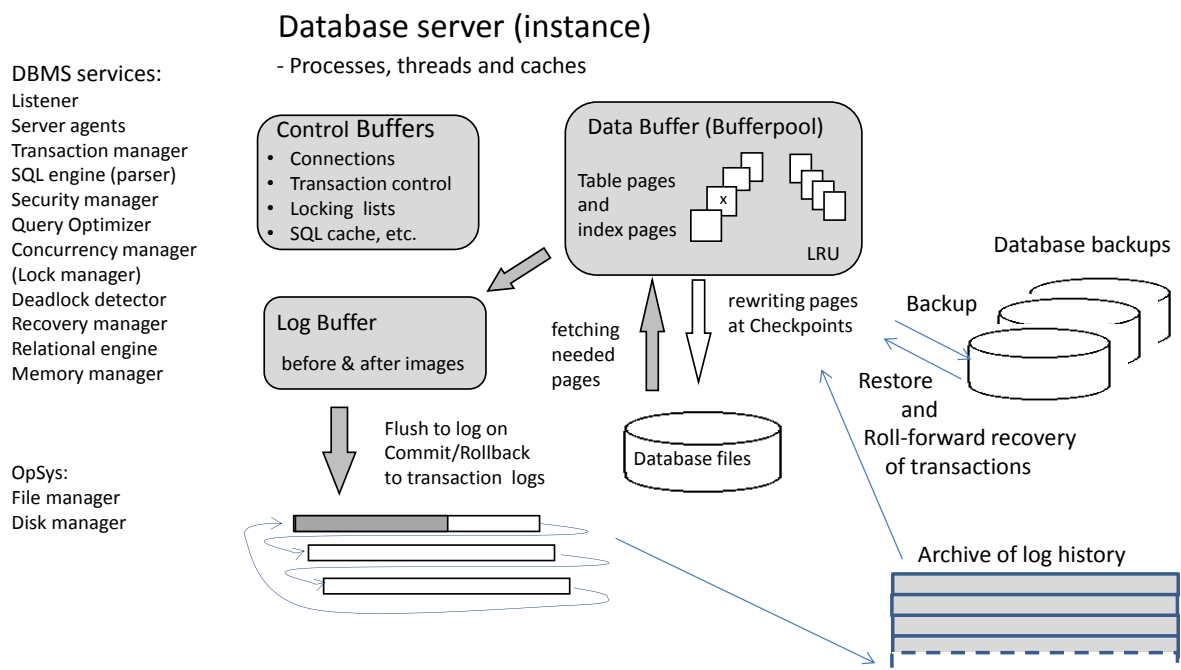 Database server (instance)
- Processes, threads and caches
DBMS services:
Listener
Server agents
Transaction manager
SQL engine (parser)
Security manager
Query Optimizer
Concurrency manager
(Lock manager)
Deadlock detector
Recovery manager
Relational engine
Memory manager
OpSys:
File manager
Disk manager
Control Buffers
• Connections
• Transaction control
• Locking lists
• SQL cache, etc.
Data Buffer (Bufferpool)
Table pages
and
index pages
x
LRU
Log Buffer
before & after images
fetching
needed
pages
rewriting pages
at Checkpoints
Flush to log on
Commit/Rollback
to transaction logs
Database files
Database backups
Backup
Restore
and
Roll-forward recovery
of transactions
Archive of log history